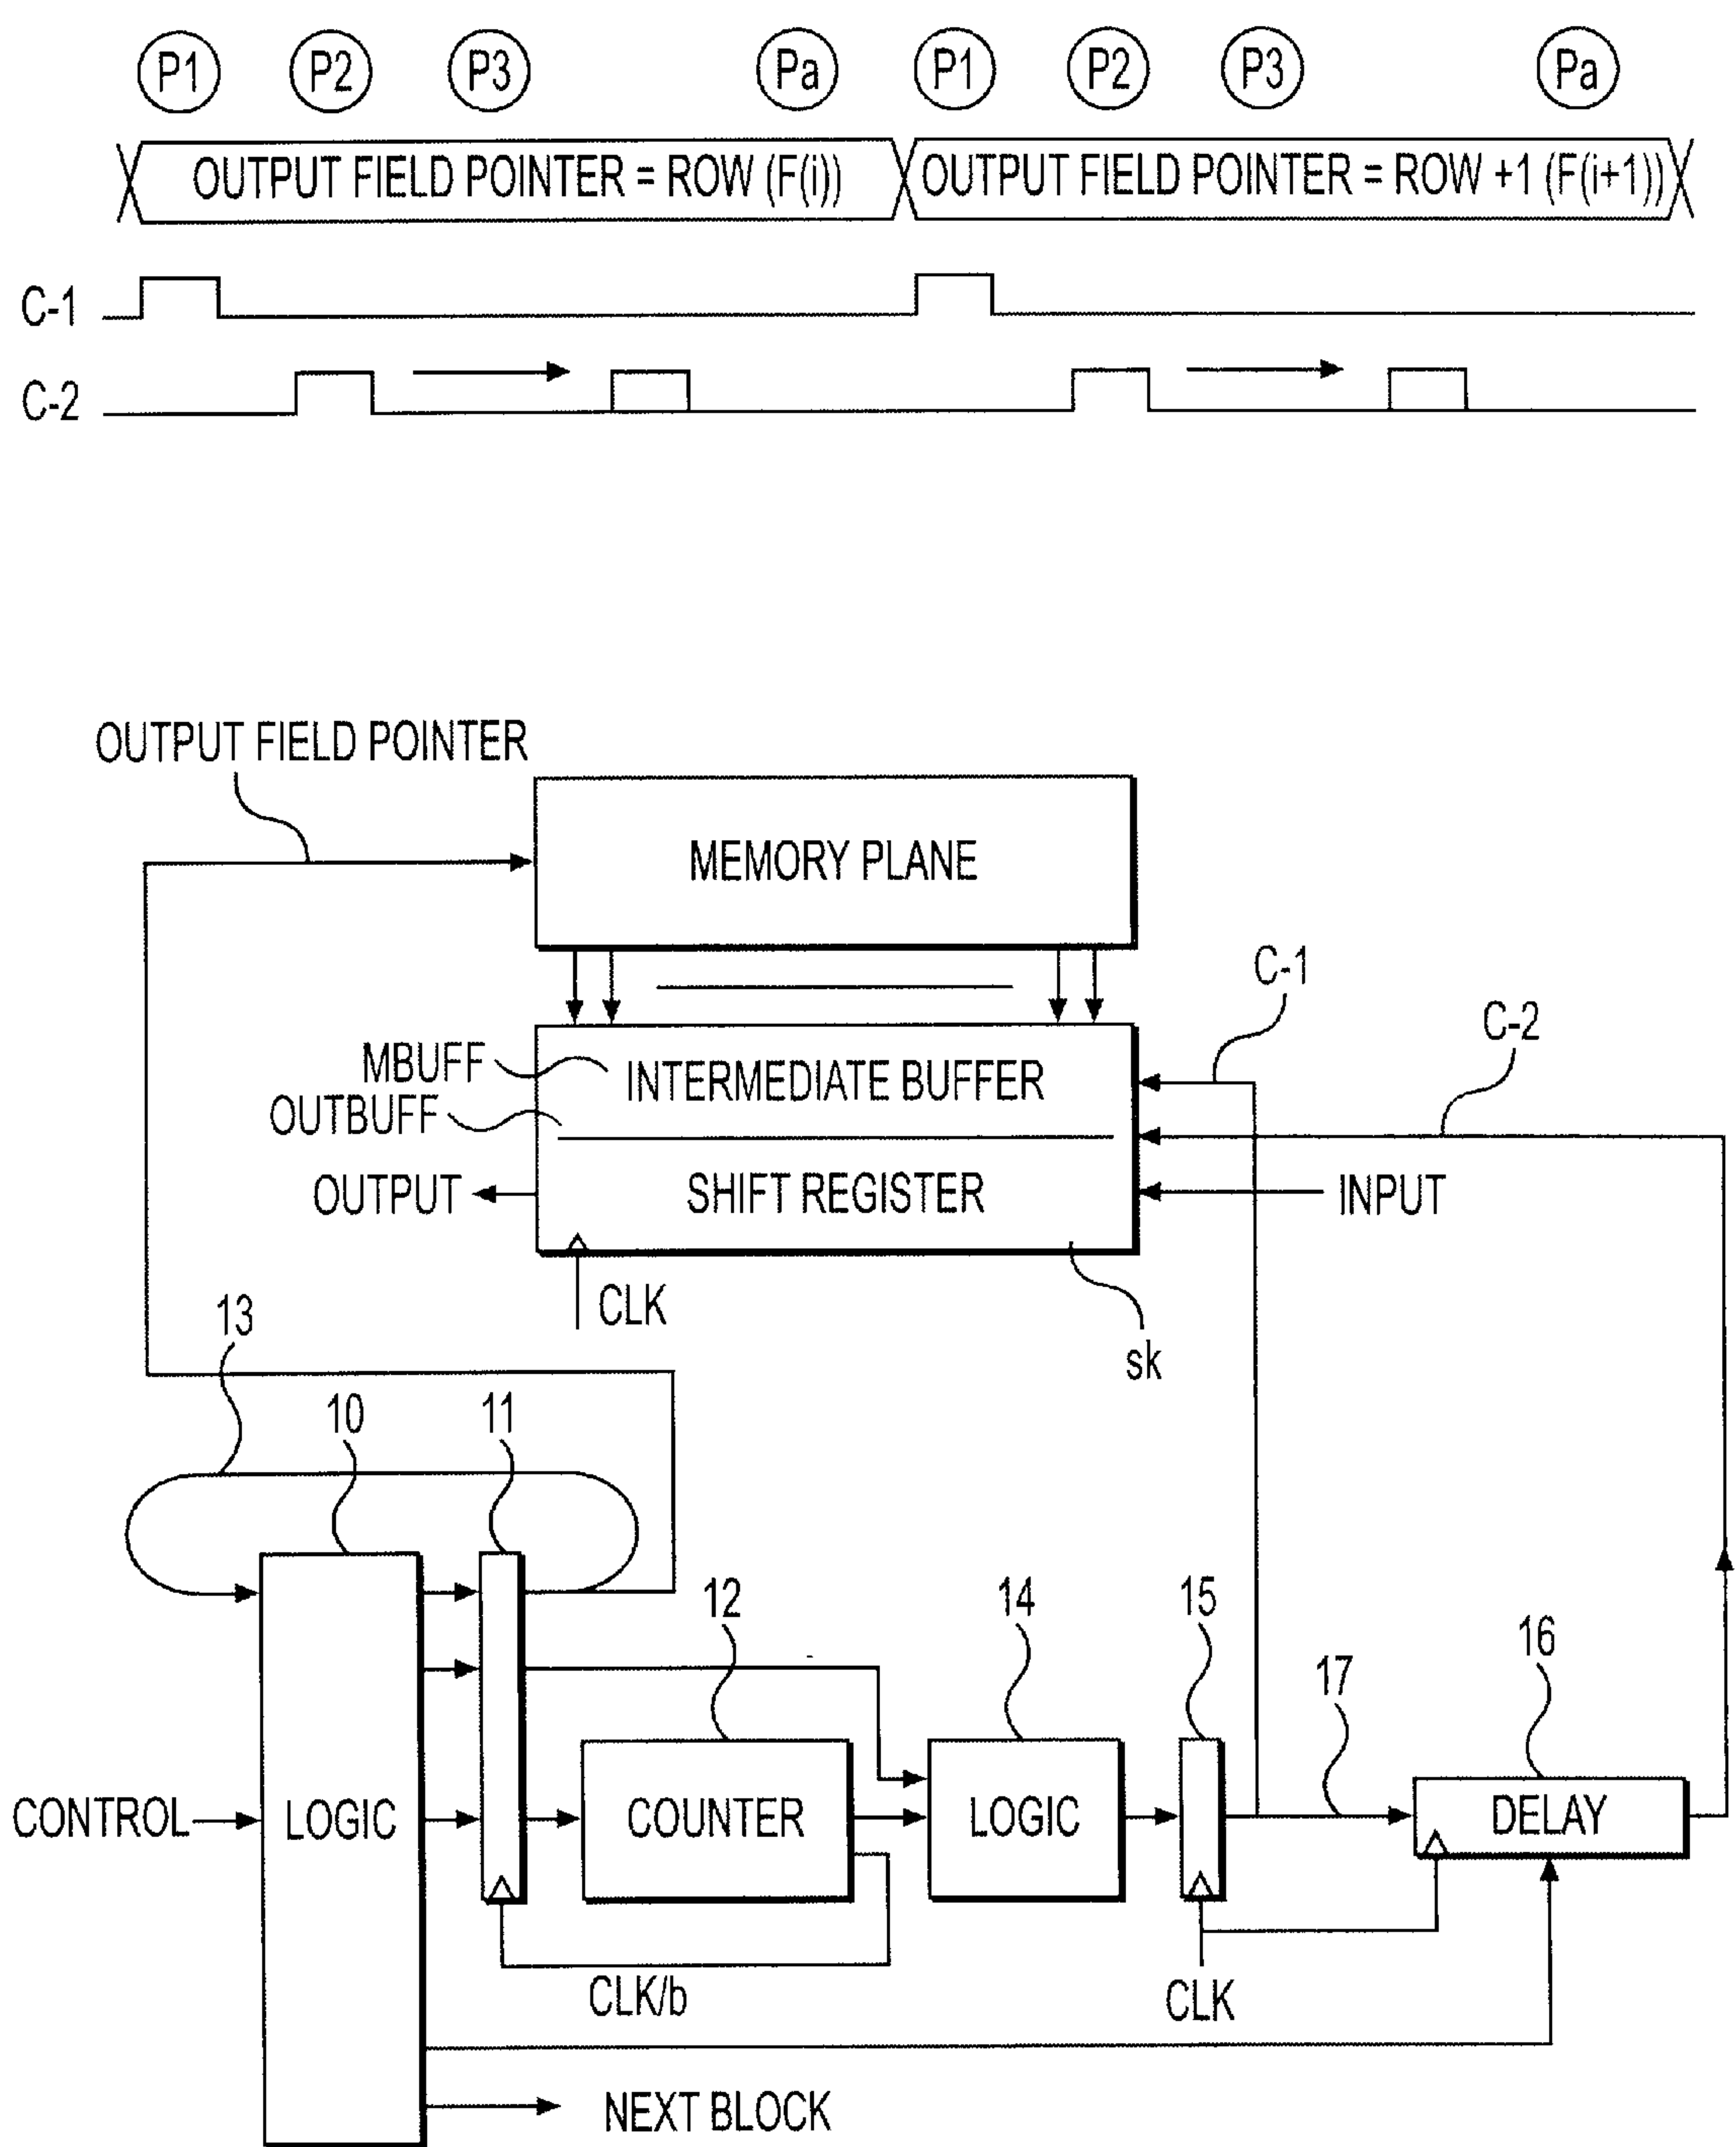 P1 P2 P3 Pa P1 P2 P3 Pa
OUTPUT FIELD POINTER = ROW (F(i)) OUTPUT FIELD POINTER = ROW +1 (F(i+1))
C-1
C-2
OUTPUT FIELD POINTER
MEMORY PLANE
C-1
C-2
MBUFF
INTERMEDIATE BUFFER
OUTBUFF
OUTPUT
SHIFT REGISTER
INPUT
CLK
sk
13
10
11
12
14
15
17
16
CONTROL
LOGIC
COUNTER
LOGIC
DELAY
CLK/b
CLK
NEXT BLOCK